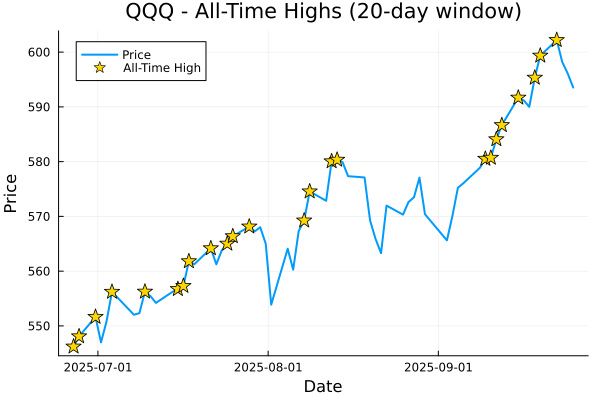 QQQ - All-Time Highs (20-day window)
Price
All-Time High
600
590
580
570
560
550
Price
2025-07-01
2025-08-01
2025-09-01
Date